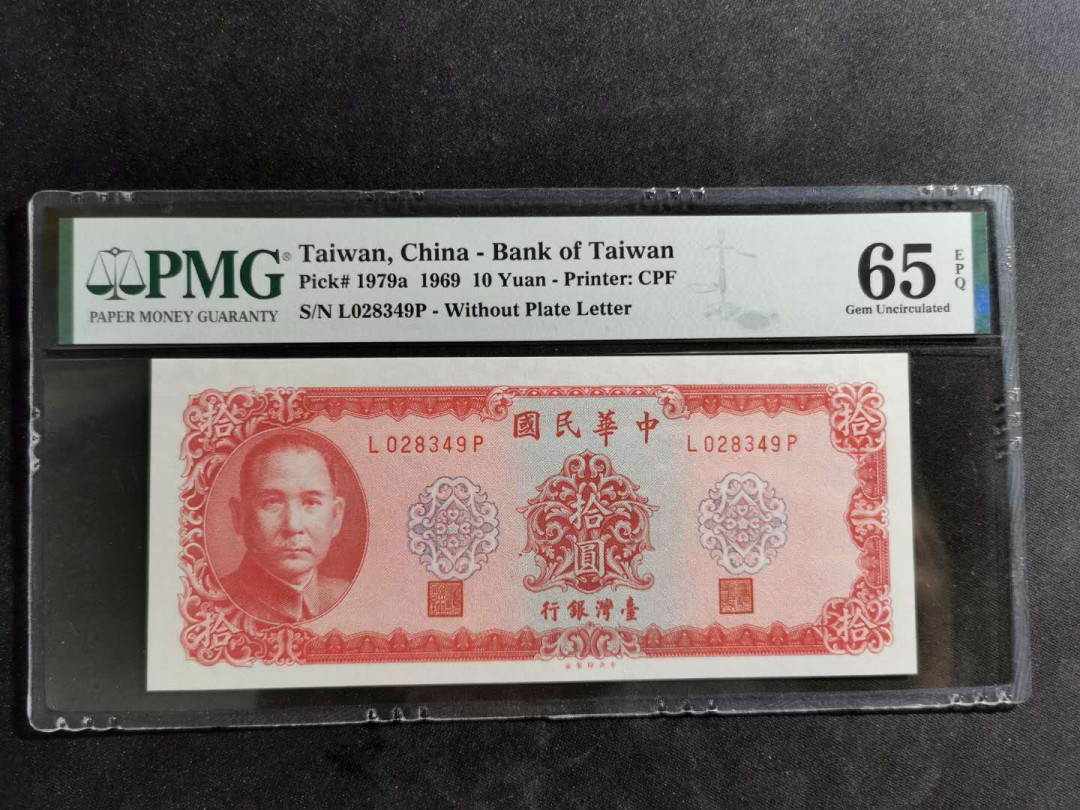 PMG®
PAPER MONEY GUARANTY
Taiwan, China - Bank of Taiwan
Pick# 1979a 1969 10 Yuan - Printer: CPF
S/N L028349P - Without Plate Letter
65
EPQ
Gem Uncirculated
拾
拾
國民華中
L 028349 P
L 028349 P
拾圓
行銀灣臺
拾
拾